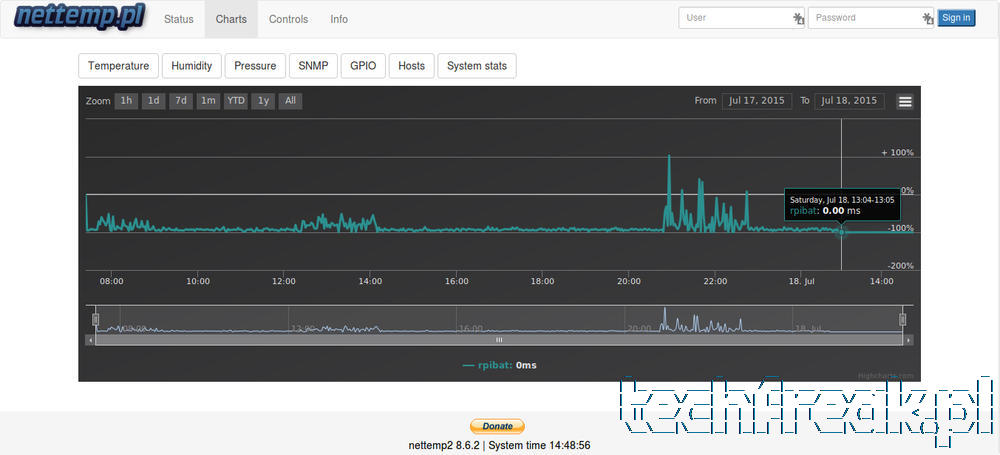 nettemp.pl Status Charts Controls Info User Password Sign in
Temperature Humidity Pressure SNMP GPIO Hosts System stats
Zoom 1h 1d 7d 1m YTD 1y All From Jul 17, 2015 To Jul 18, 2015
+ 100%
0%
Saturday, Jul 18, 13:04-13:05
rpibat: 0.00 ms
-100%
-200%
08:00 10:00 12:00 14:00 16:00 18:00 20:00 22:00 18. Jul 14:00
08:00 12:00 16:00 20:00 18. Jul
rpibat: 0ms
Highcharts.com
techfreak.pl
Donate
nettemp2 8.6.2 | System time 14:48:56